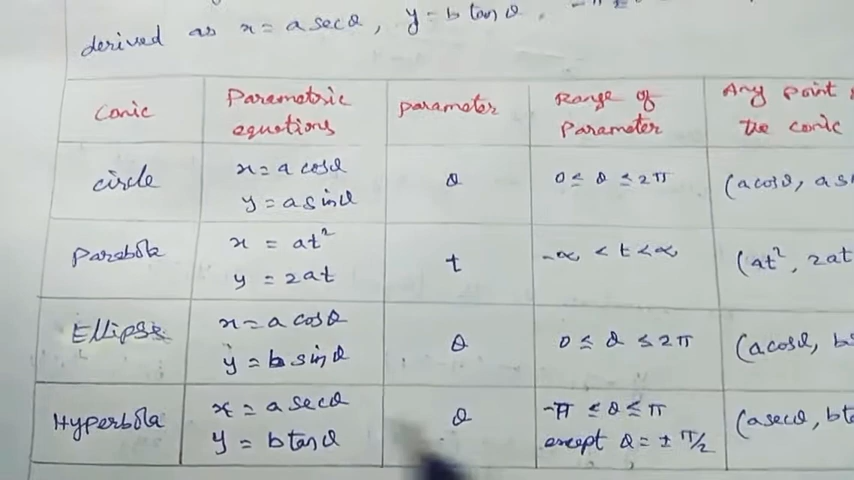 derived as x = a secθ, y = b tanθ.
Conic
Parametric
equations
parameter
Range of
Parameter
Any point
the conic
circle
x = a cosθ
y = a sinθ
θ
0 ≤ θ ≤ 2π
(acosθ, a s
Parabola
x = at²
y = 2at
t
-∞ < t < ∞
(at², 2at
Ellipse
x = a cosθ
y = b sinθ
θ
0 ≤ θ ≤ 2π
(acosθ, bs
Hyperbola
x = a secθ
y = b tanθ
θ
-π ≤ θ ≤ π
except θ = ± π/2
(asecθ, bta